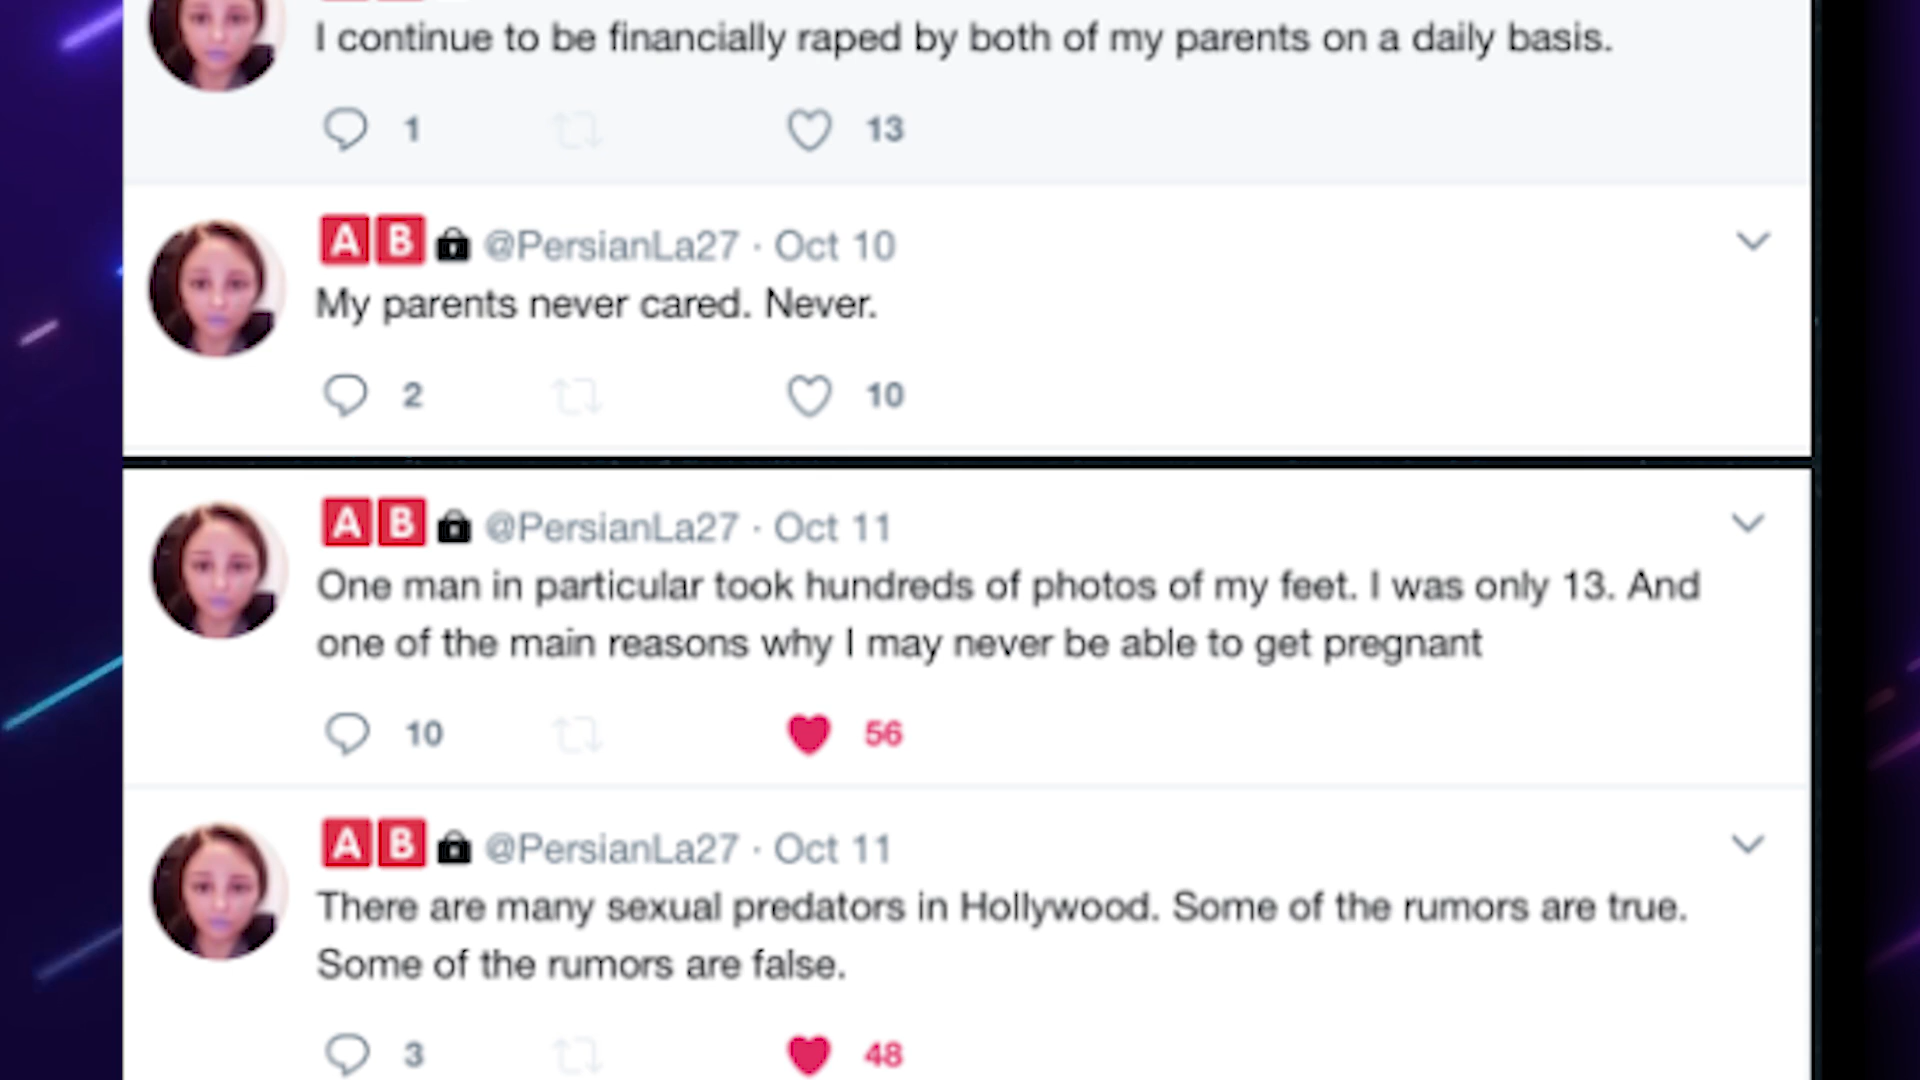 I continue to be financially raped by both of my parents on a daily basis.
1 13
🅰🅱🔒 @PersianLa27 · Oct 10
My parents never cared. Never.
2 10
🅰🅱🔒 @PersianLa27 · Oct 11
One man in particular took hundreds of photos of my feet. I was only 13. And
one of the main reasons why I may never be able to get pregnant
10 56
🅰🅱🔒 @PersianLa27 · Oct 11
There are many sexual predators in Hollywood. Some of the rumors are true.
Some of the rumors are false.
3 48